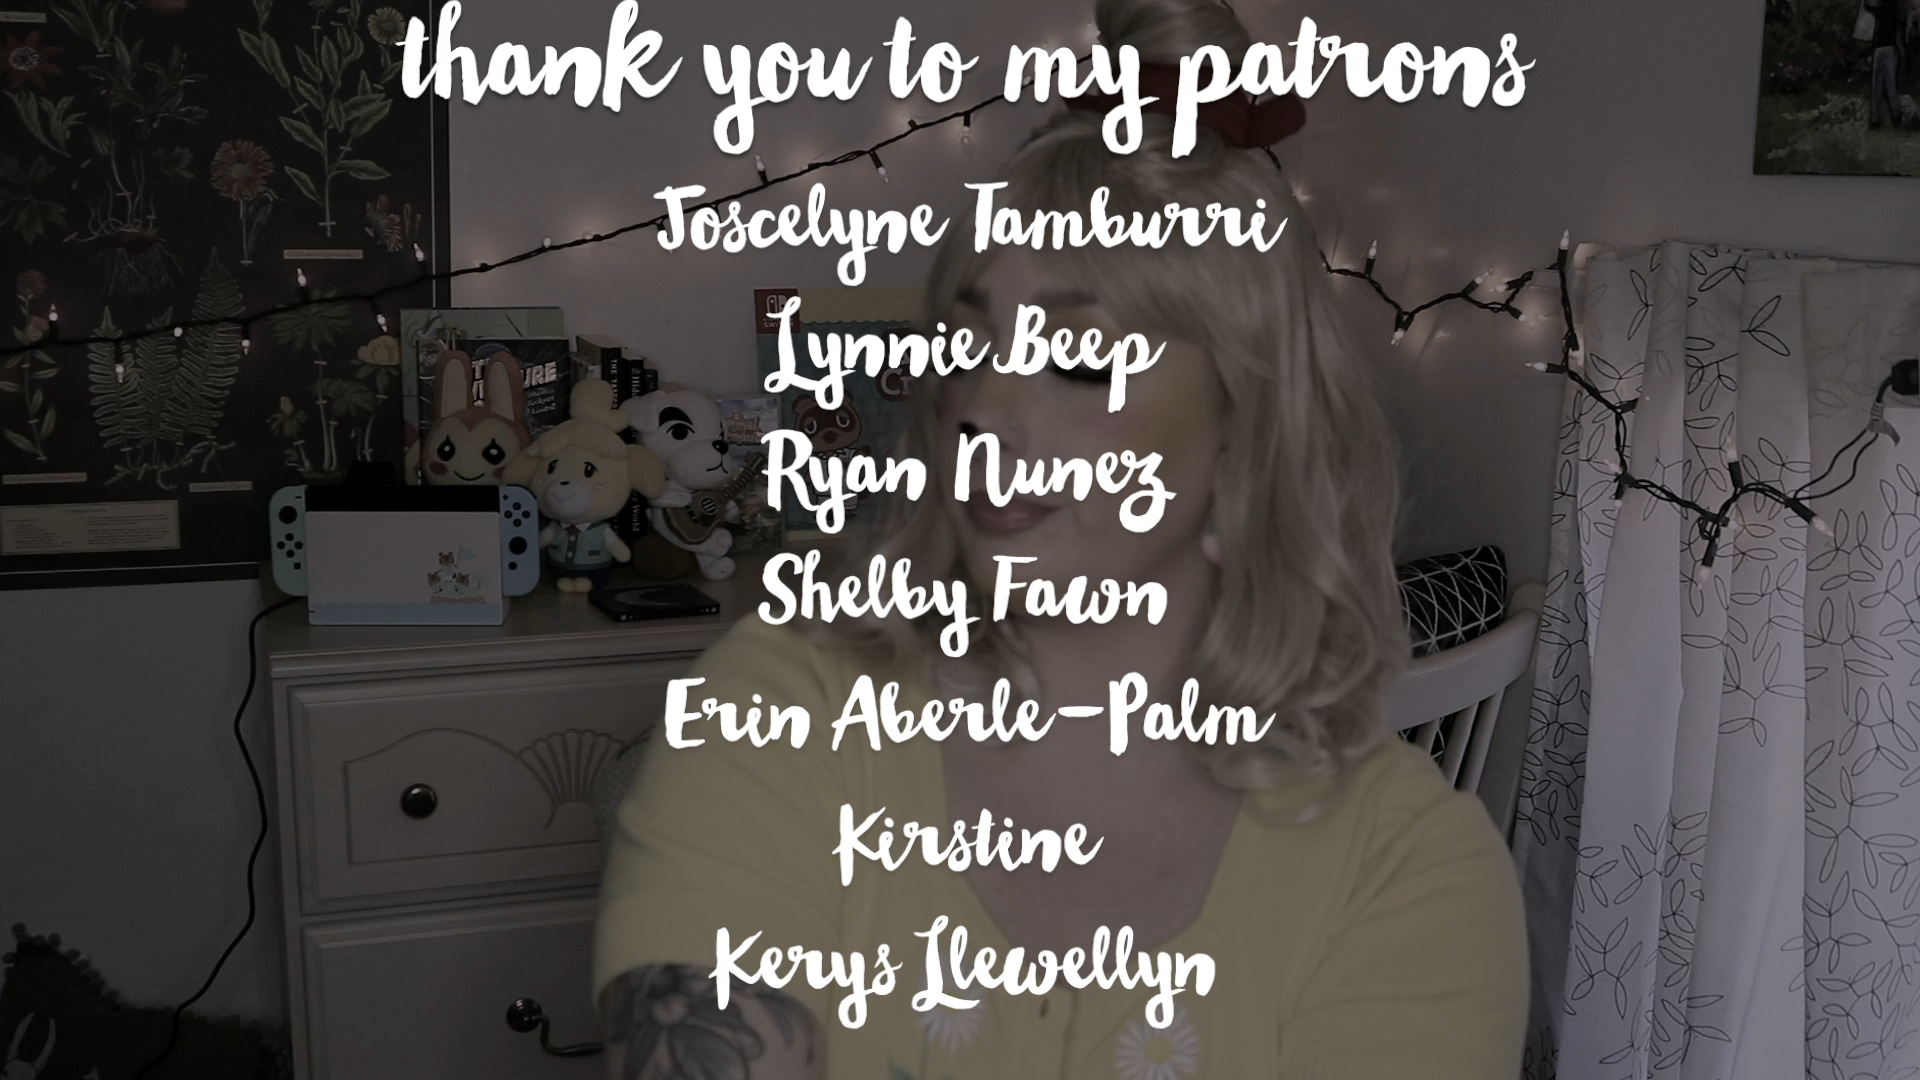 thank you to my patrons
Joscelyne Tamburri
Lynnie Beep
Ryan Nunez
Shelby Fawn
Erin Aberle-Palm
Kirstine
Kerys Llewellyn